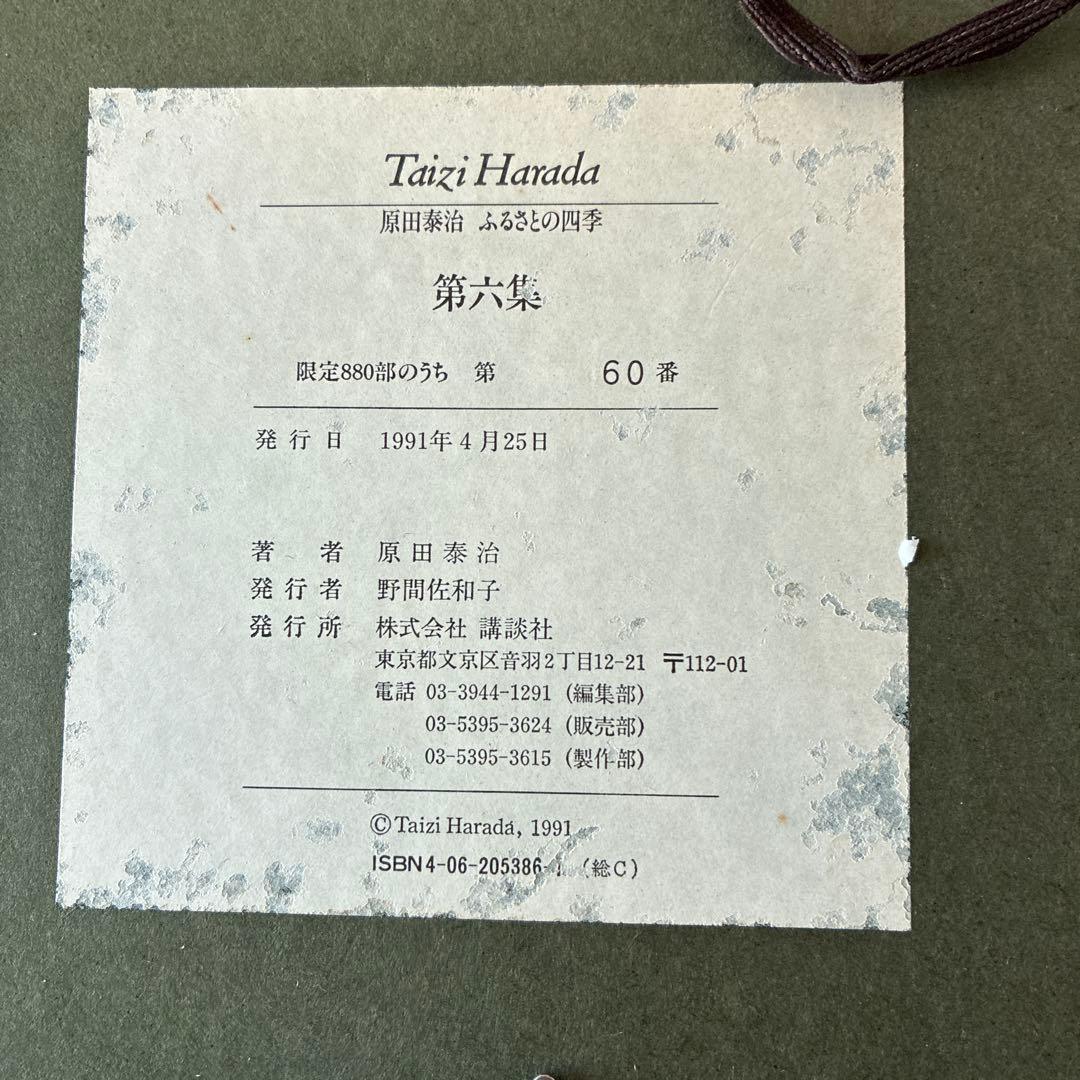 Taizi Harada
原田泰治 ふるさとの四季
第六集
限定880部のうち 第 60番
発行日 1991年4月25日
著者 原田泰治
発行者 野間佐和子
発行所 株式会社 講談社
東京都文京区音羽2丁目12-21 〒112-01
電話 03-3944-1291 (編集部)
03-5395-3624 (販売部)
03-5395-3615 (製作部)
©Taizi Harada, 1991
ISBN4-06-205386- (総C)